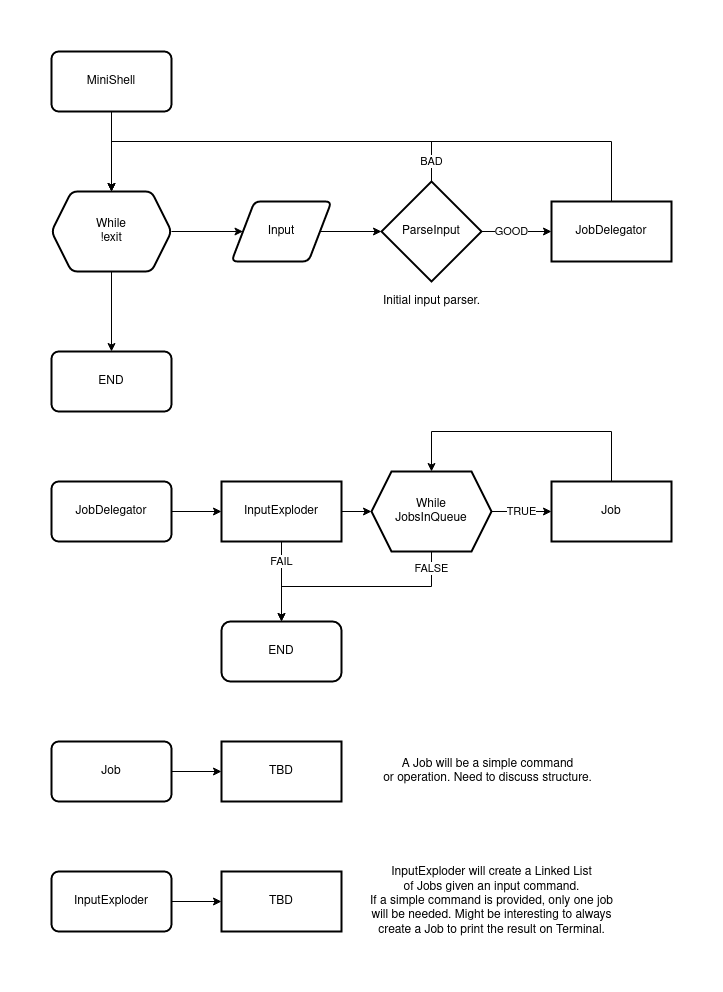 MiniShell
BAD
While
!exit
Input
ParseInput
GOOD
JobDelegator
Initial input parser.
END
JobDelegator
InputExploder
While
JobsInQueue
TRUE
Job
FAIL
FALSE
END
Job
TBD
A Job will be a simple command
or operation. Need to discuss structure.
InputExploder
TBD
InputExploder will create a Linked List
of Jobs given an input command.
If a simple command is provided, only one job
will be needed. Might be interesting to always
create a Job to print the result on Terminal.